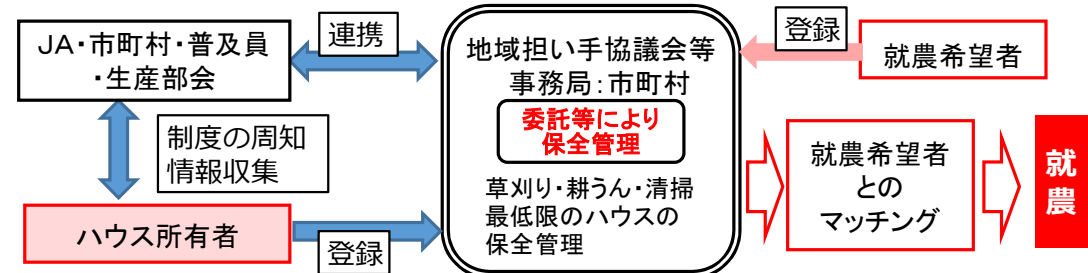 JA・市町村・普及員
・生産部会
連携
地域担い手協議会等
事務局：市町村
委託等により
保全管理
草刈り・耕うん・清掃
最低限のハウスの
保全管理
登録
就農希望者
制度の周知
情報収集
ハウス所有者
登録
就農希望者
との
マッチング
就
農